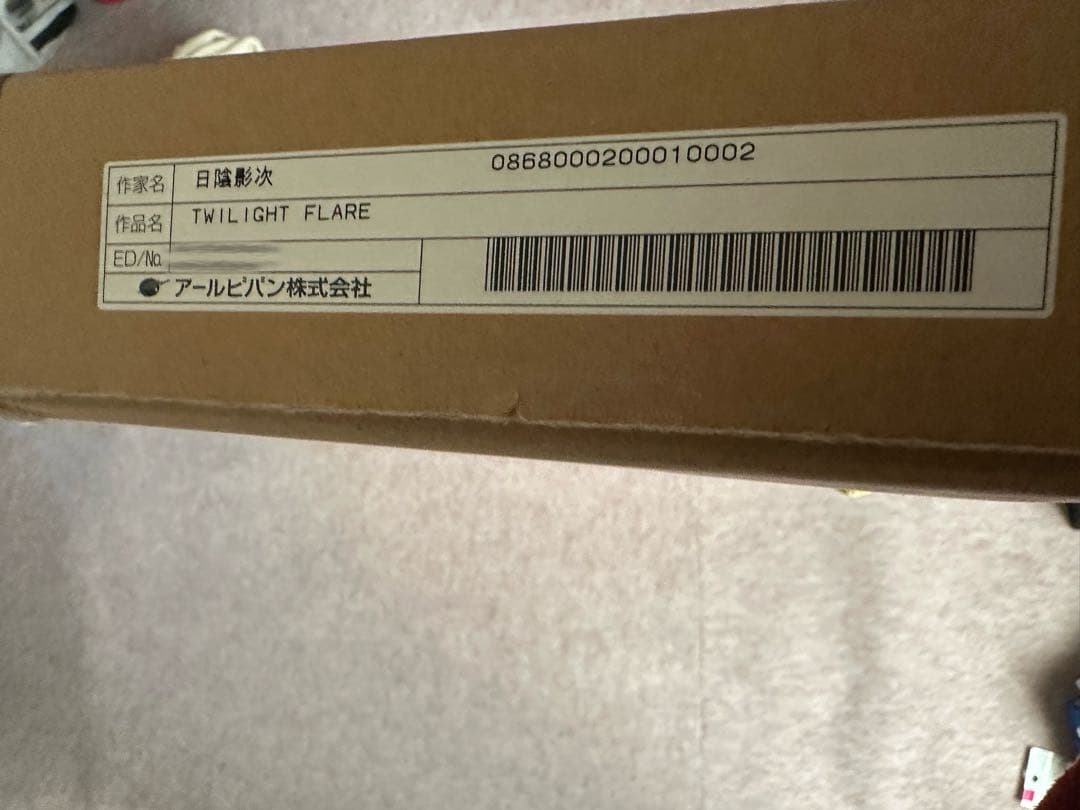 作家名 日陰影次 0868000200010002
作品名 TWILIGHT FLARE
ED/No.
アールビバン株式会社